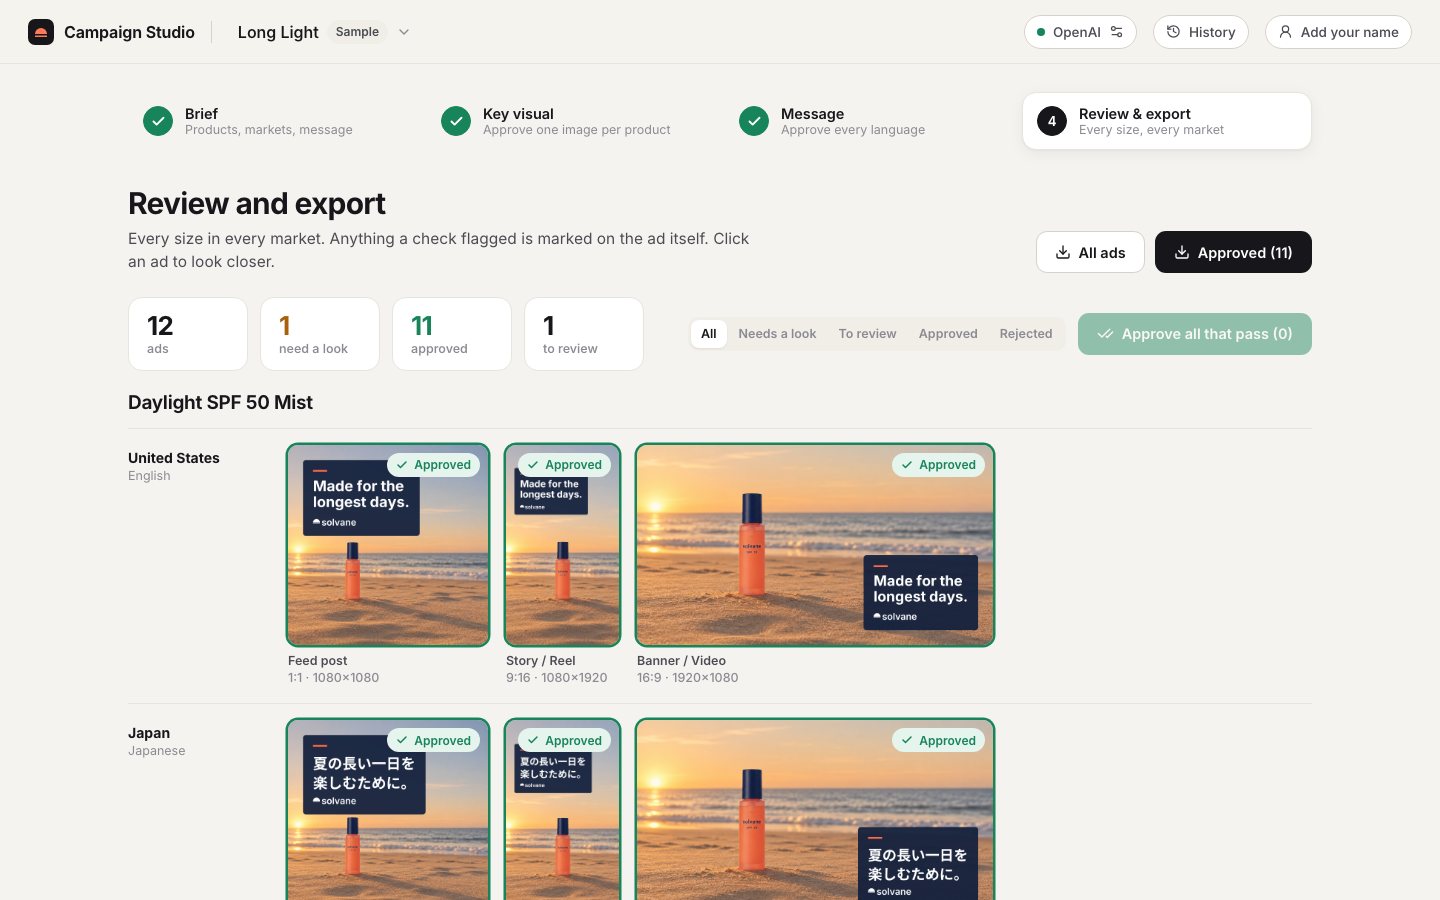 Campaign Studio
Long Light
Sample
OpenAI
History
Add your name
Brief
Products, markets, message
Key visual
Approve one image per product
Message
Approve every language
4
Review & export
Every size, every market
Review and export
Every size in every market. Anything a check flagged is marked on the ad itself. Click
an ad to look closer.
All ads
Approved (11)
12
ads
1
need a look
11
approved
1
to review
All
Needs a look
To review
Approved
Rejected
Approve all that pass (0)
Daylight SPF 50 Mist
United States
English
Approved
Made for the
longest days.
solvane
Approved
Made for the
longest days.
solvane
Approved
solvane
Made for the
longest days.
solvane
Feed post
1:1 · 1080×1080
Story / Reel
9:16 · 1080×1920
Banner / Video
16:9 · 1920×1080
Japan
Japanese
Approved
夏の長い一日を
楽しむために。
solvane
Approved
夏の長い一日を
楽しむために。
solvane
Approved
solvane
夏の長い一日を
楽しむために。
solvane